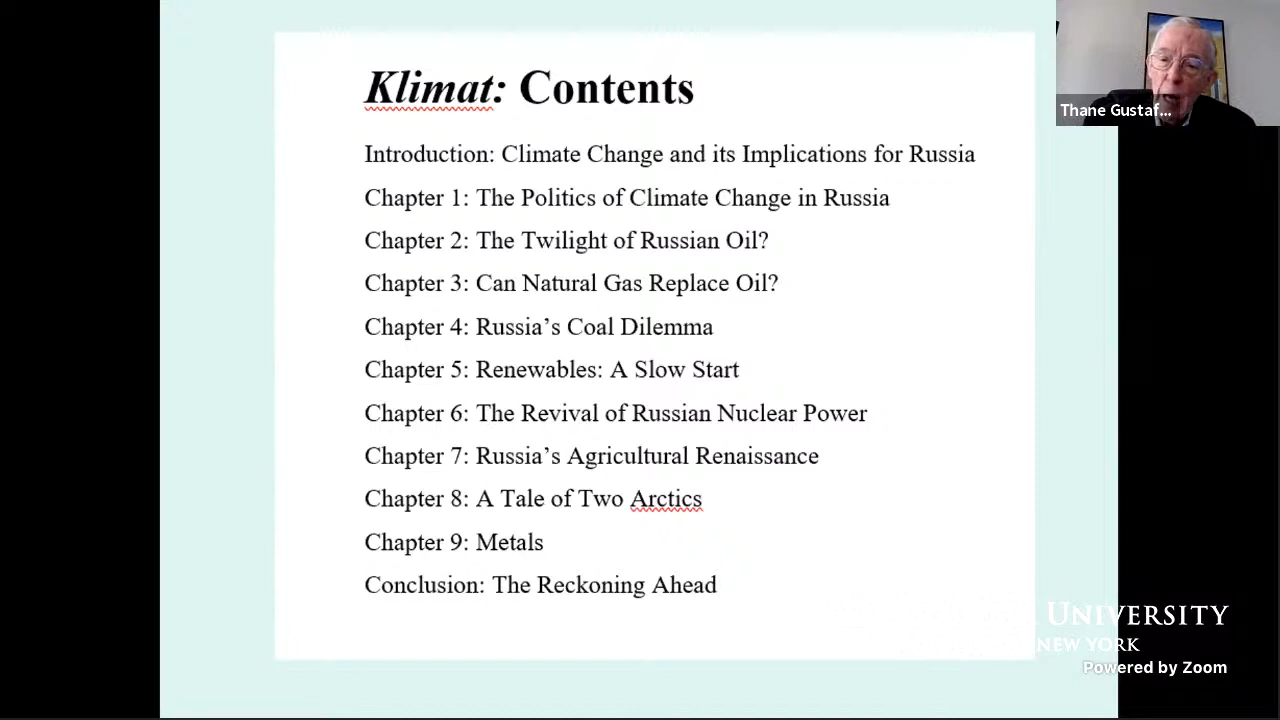 Klimat: Contents
Introduction: Climate Change and its Implications for Russia
Chapter 1: The Politics of Climate Change in Russia
Chapter 2: The Twilight of Russian Oil?
Chapter 3: Can Natural Gas Replace Oil?
Chapter 4: Russia’s Coal Dilemma
Chapter 5: Renewables: A Slow Start
Chapter 6: The Revival of Russian Nuclear Power
Chapter 7: Russia’s Agricultural Renaissance
Chapter 8: A Tale of Two Arctics
Chapter 9: Metals
Conclusion: The Reckoning Ahead
Thane Gustaf...
UNIVERSITY
NEW YORK
Powered by Zoom